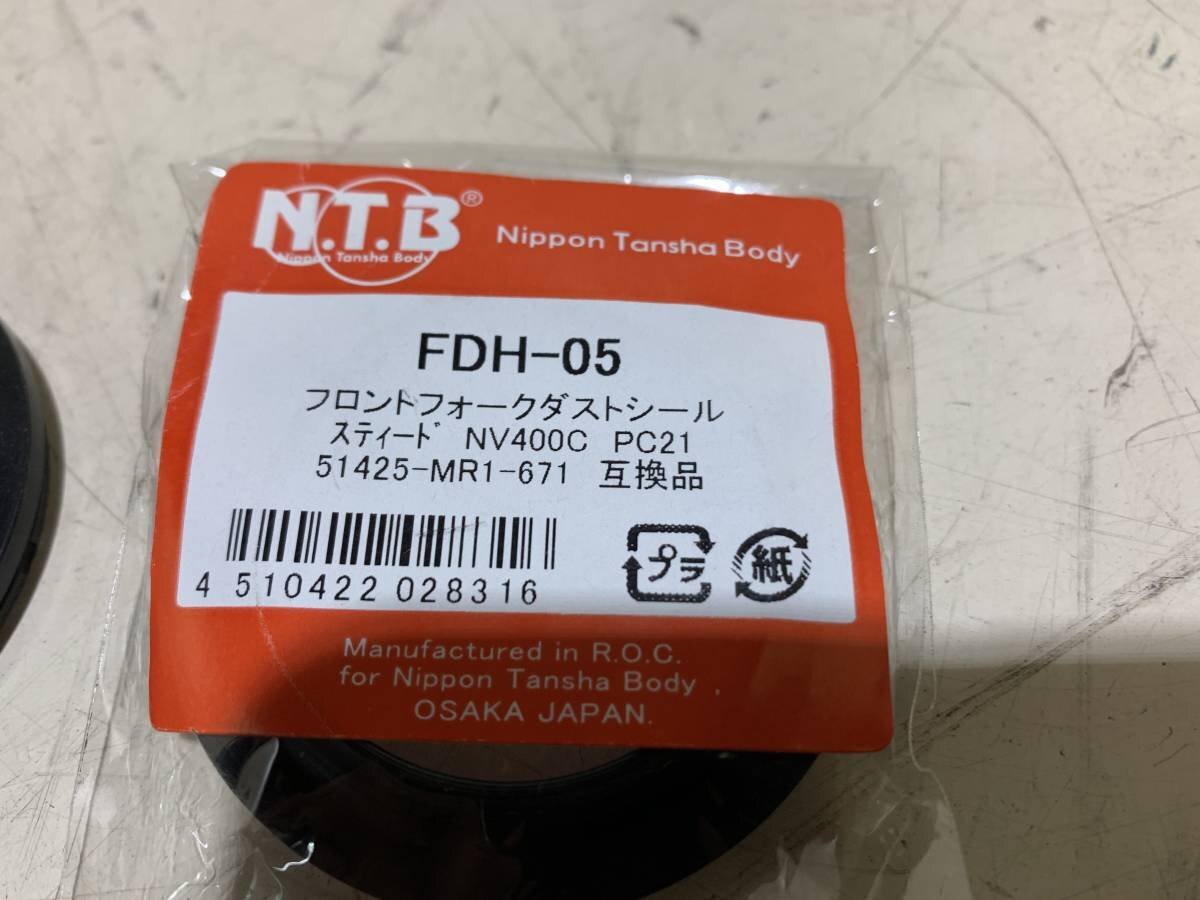 N.T.B®
Nippon Tansha Body
Nippon Tansha Body
FDH-05
フロントフォークダストシール
スティード NV400C PC21
51425-MR1-671 互換品
4 510422 028316
プラ
紙
Manufactured in R.O.C.
for Nippon Tansha Body ,
OSAKA JAPAN.